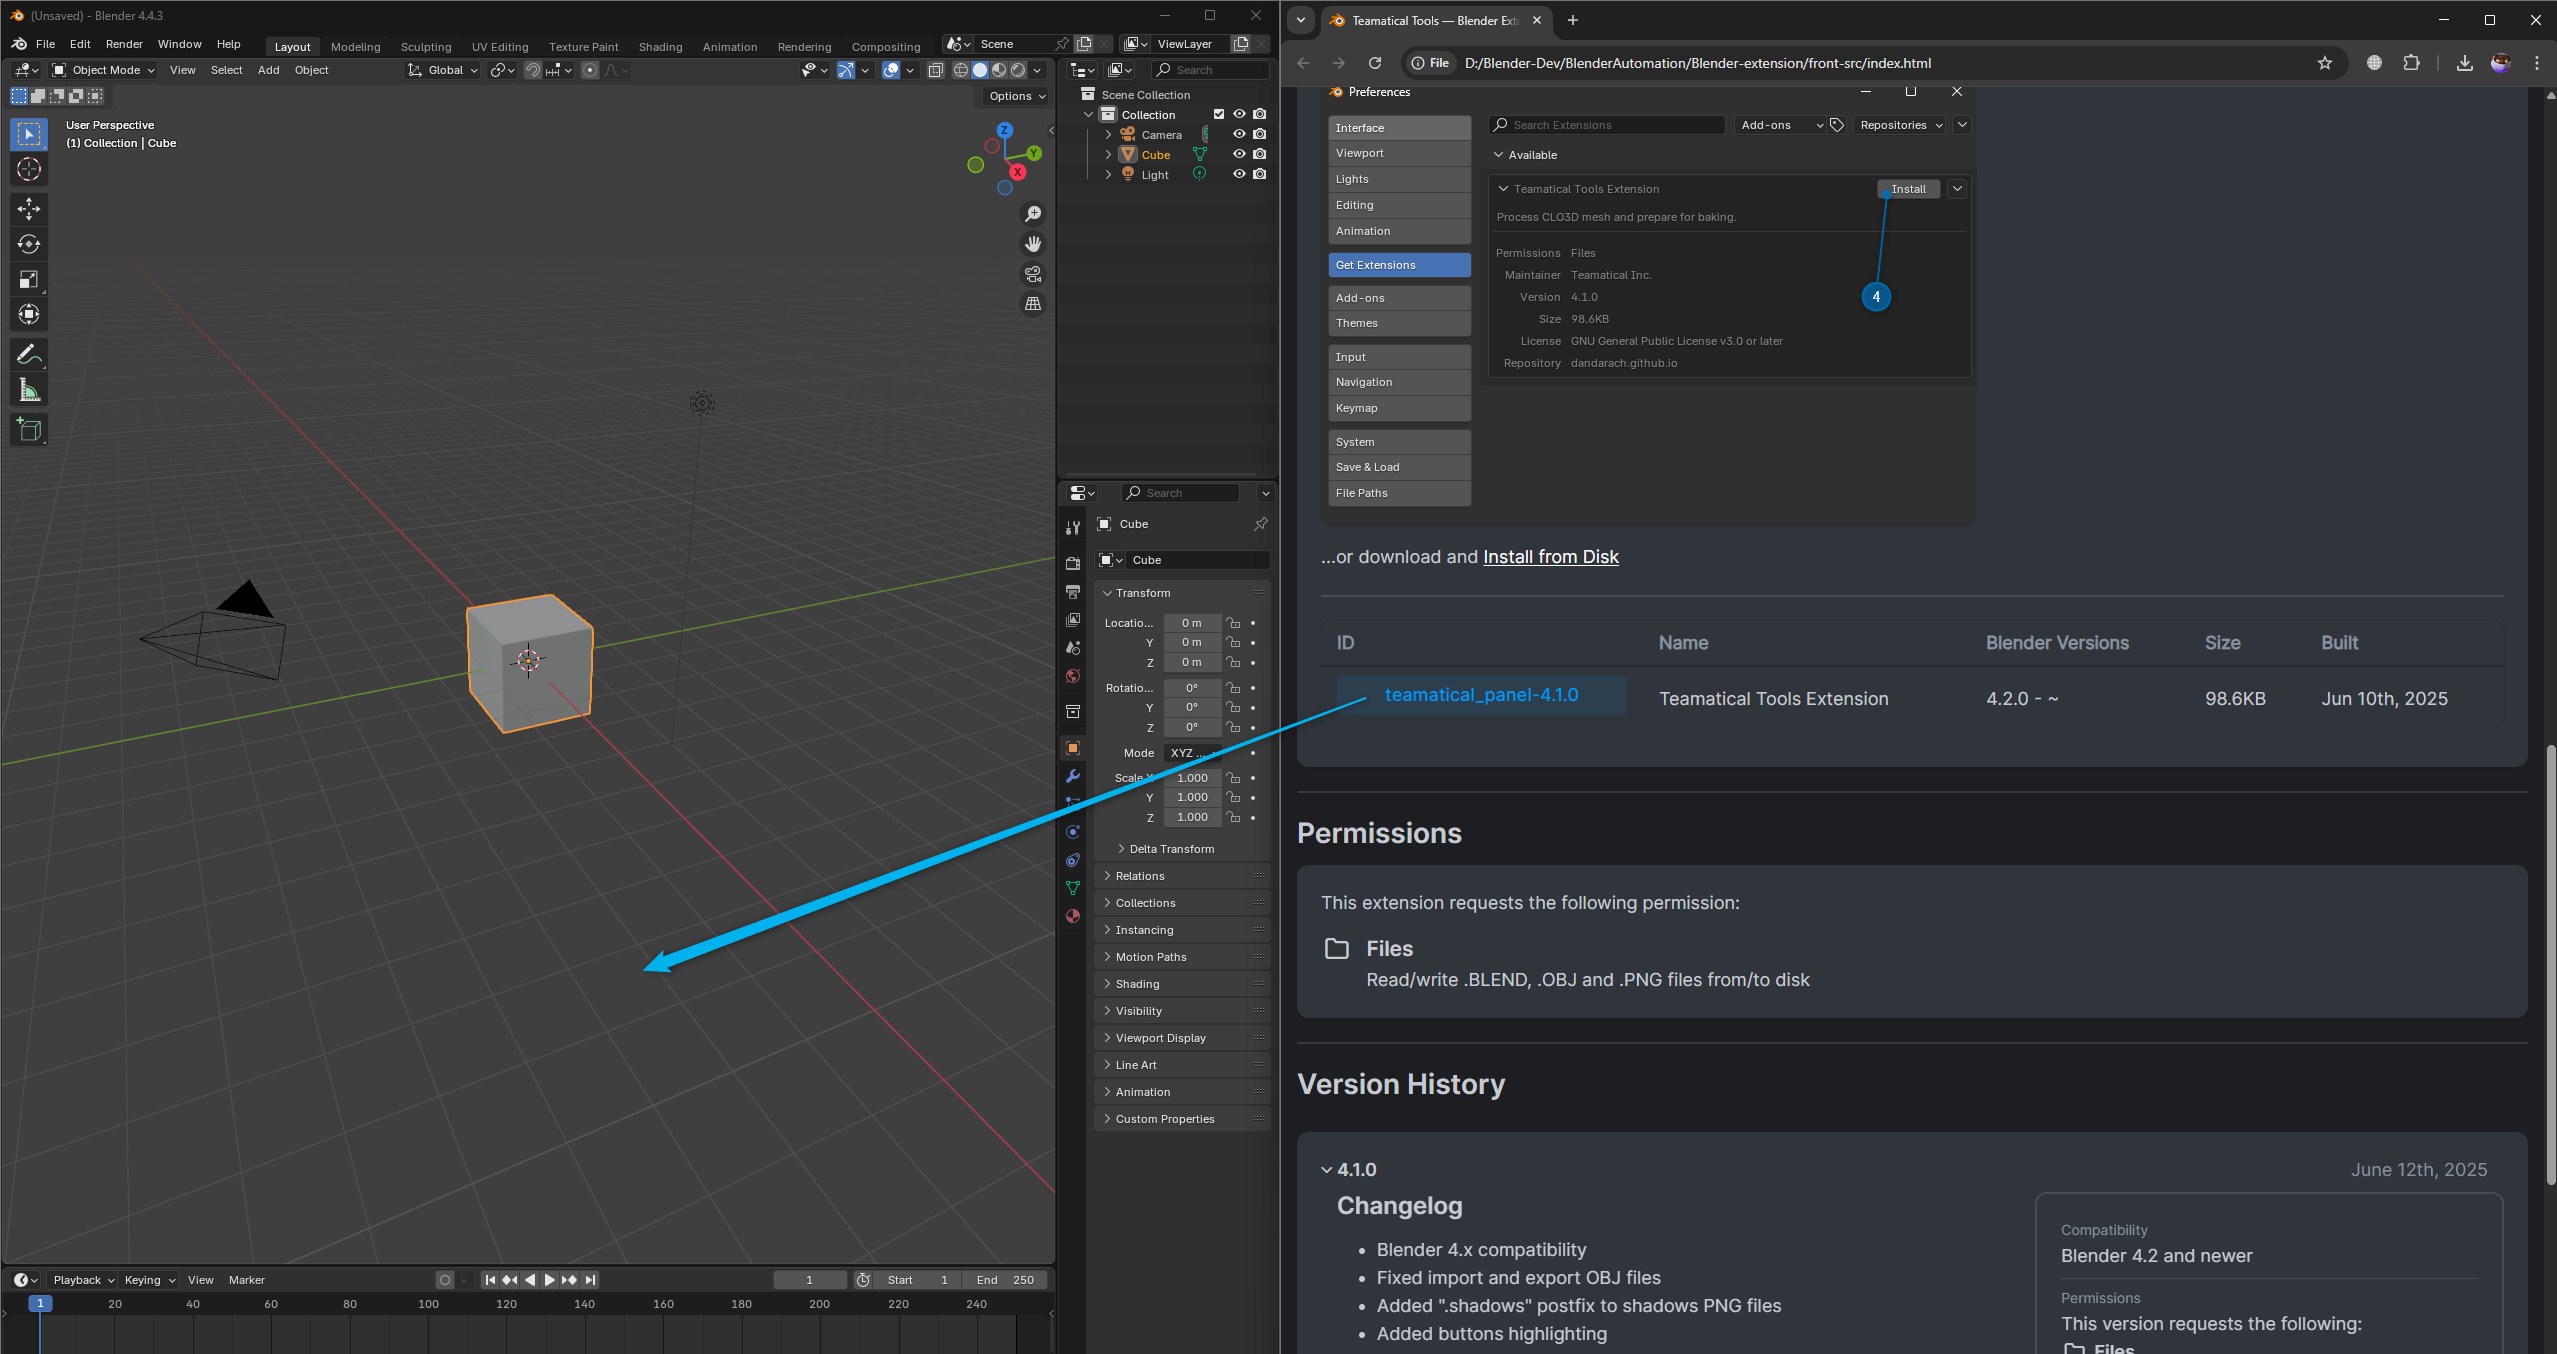 (Unsaved) - Blender 4.4.3
File Edit Render Window Help Layout Modeling Sculpting UV Editing Texture Paint Shading Animation Rendering Compositing Scene ViewLayer
Object Mode View Select Add Object Global Search
Options
User Perspective
(1) Collection | Cube
Z
Y
X
Scene Collection
Collection
Camera
Cube
Light
Search
Cube
Cube
Transform
Locatio... 0 m
Y 0 m
Z 0 m
Rotatio... 0°
Y 0°
Z 0°
Mode XYZ ...
Scale X 1.000
Y 1.000
Z 1.000
Delta Transform
Relations
Collections
Instancing
Motion Paths
Shading
Visibility
Viewport Display
Line Art
Animation
Custom Properties
Playback Keying View Marker 1 Start 1 End 250
1 20 40 60 80 100 120 140 160 180 200 220 240
Teamatical Tools — Blender Ext
File D:/Blender-Dev/BlenderAutomation/Blender-extension/front-src/index.html
Preferences
Interface
Viewport
Lights
Editing
Animation
Get Extensions
Add-ons
Themes
Input
Navigation
Keymap
System
Save & Load
File Paths
Search Extensions Add-ons Repositories
Available
Teamatical Tools Extension Install
Process CLO3D mesh and prepare for baking.
Permissions Files
Maintainer Teamatical Inc.
Version 4.1.0
Size 98.6KB
License GNU General Public License v3.0 or later
Repository dandarach.github.io
4
...or download and Install from Disk
ID Name Blender Versions Size Built
teamatical_panel-4.1.0 Teamatical Tools Extension 4.2.0 - ~ 98.6KB Jun 10th, 2025
Permissions
This extension requests the following permission:
Files
Read/write .BLEND, .OBJ and .PNG files from/to disk
Version History
4.1.0 June 12th, 2025
Changelog
• Blender 4.x compatibility
• Fixed import and export OBJ files
• Added ".shadows" postfix to shadows PNG files
• Added buttons highlighting
Compatibility
Blender 4.2 and newer
Permissions
This version requests the following:
Files